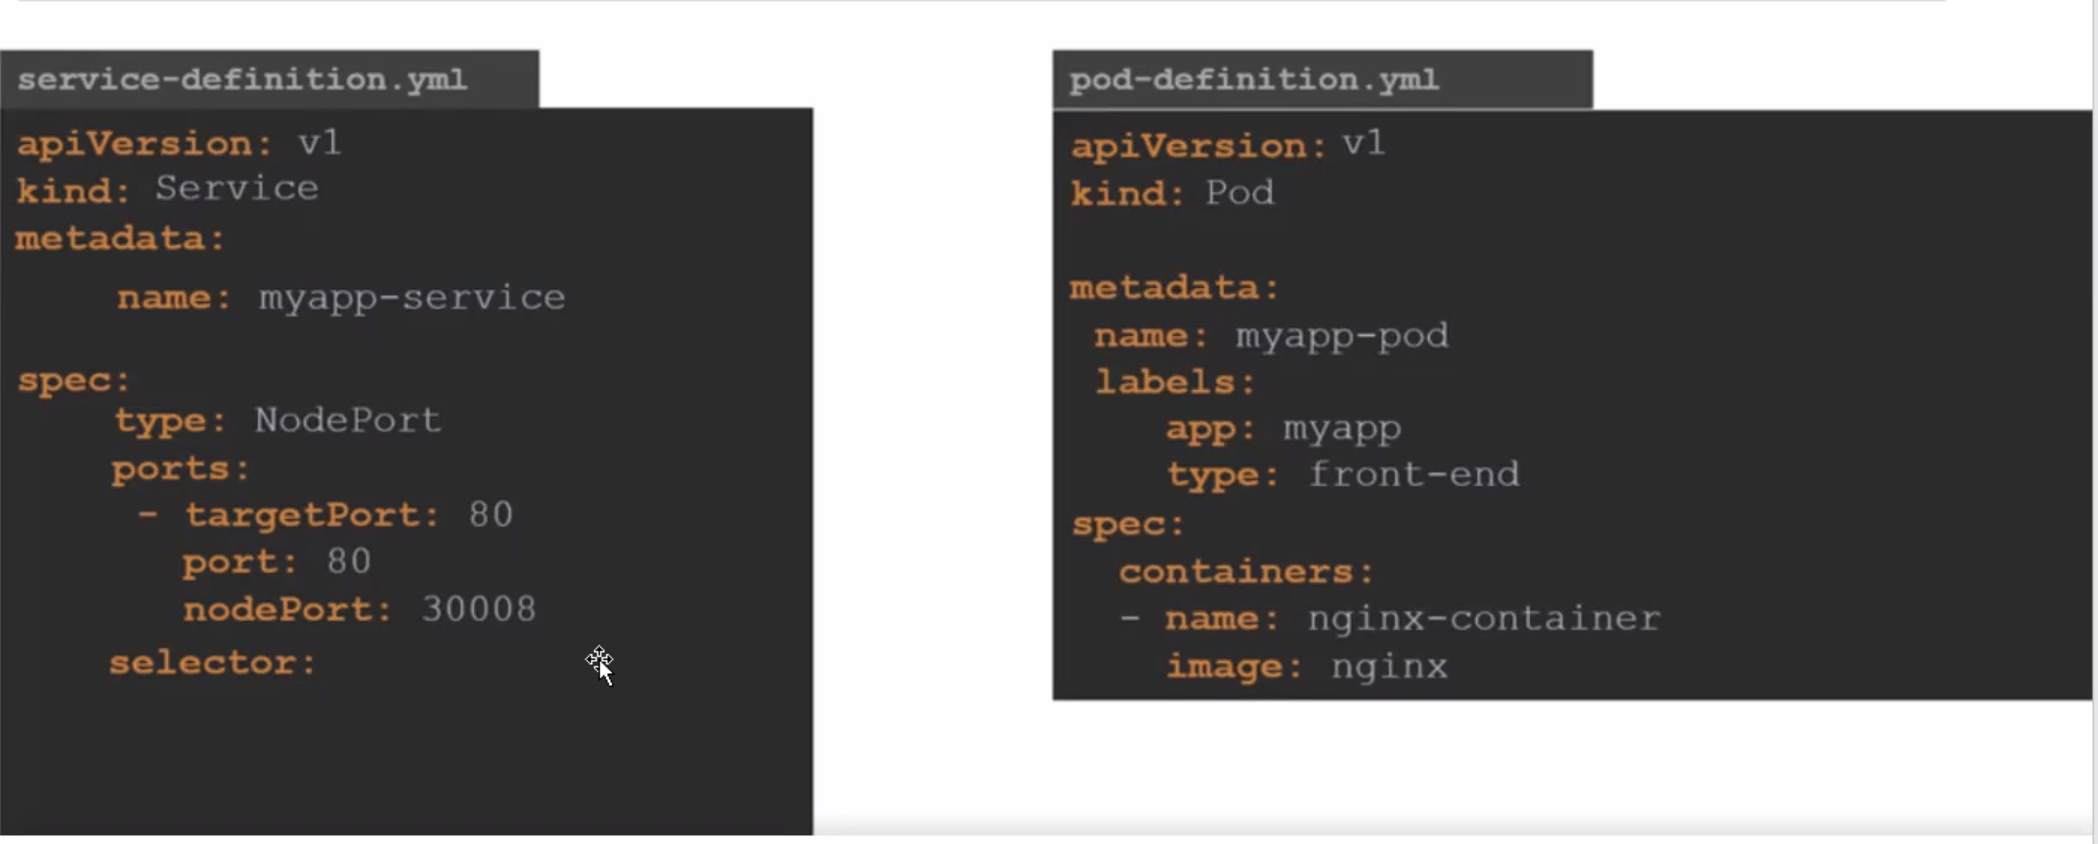 service-definition.yml
apiVersion: v1
kind: Service
metadata:
name: myapp-service
spec:
type: NodePort
ports:
- targetPort: 80
port: 80
nodePort: 30008
selector:
pod-definition.yml
apiVersion: v1
kind: Pod
metadata:
name: myapp-pod
labels:
app: myapp
type: front-end
spec:
containers:
- name: nginx-container
image: nginx